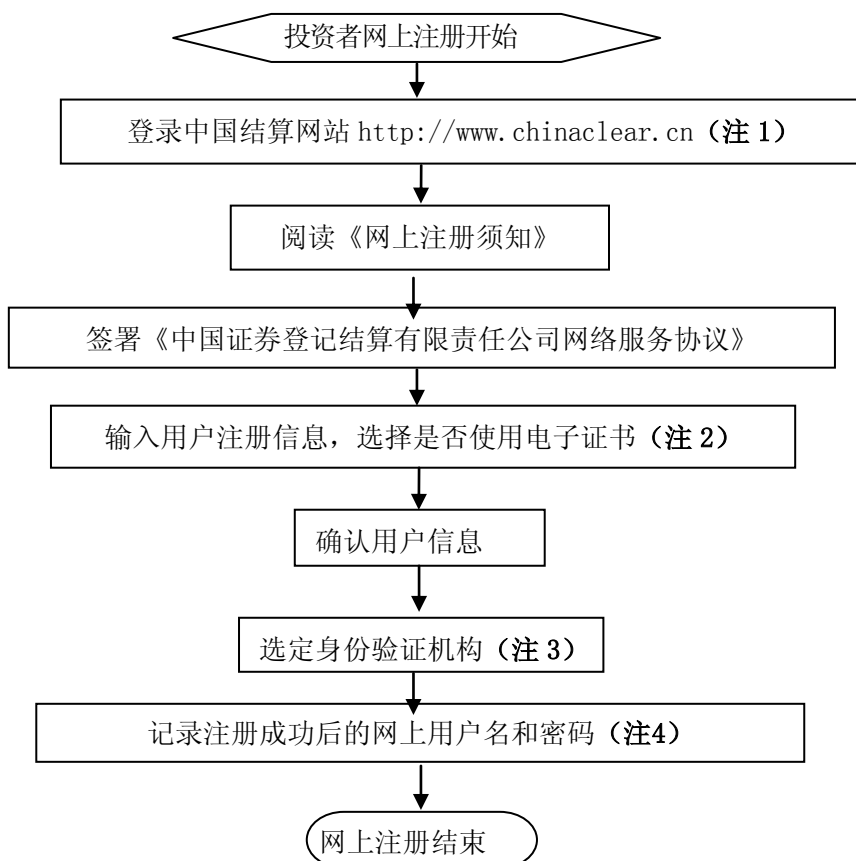 投资者网上注册开始
登录中国结算网站 http://www.chinaclear.cn（注 1）
阅读《网上注册须知》
签署《中国证券登记结算有限责任公司网络服务协议》
输入用户注册信息，选择是否使用电子证书（注 2）
确认用户信息
选定身份验证机构（注 3）
记录注册成功后的网上用户名和密码（注4）
网上注册结束